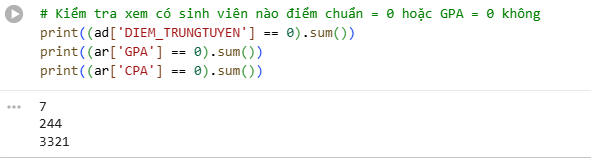 # Kiểm tra xem có sinh viên nào điểm chuẩn = 0 hoặc GPA = 0 không
print((ad['DIEM_TRUNGTUYEN'] == 0).sum())
print((ar['GPA'] == 0).sum())
print((ar['CPA'] == 0).sum())
7
244
3321